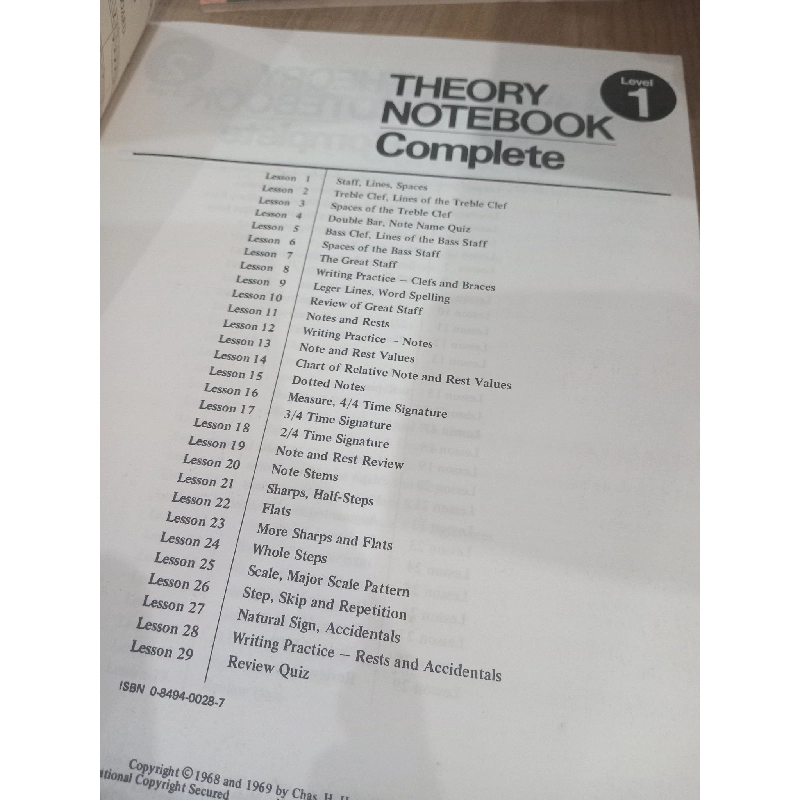 THEORY
NOTEBOOK
Complete
Level
1
Lesson 1 Staff, Lines, Spaces
Lesson 2 Treble Clef, Lines of the Treble Clef
Lesson 3 Spaces of the Treble Clef
Lesson 4 Double Bar, Note Name Quiz
Lesson 5 Bass Clef, Lines of the Bass Staff
Lesson 6 Spaces of the Bass Staff
Lesson 7 The Great Staff
Lesson 8 Writing Practice – Clefs and Braces
Lesson 9 Leger Lines, Word Spelling
Lesson 10 Review of Great Staff
Lesson 11 Notes and Rests
Lesson 12 Writing Practice - Notes
Lesson 13 Note and Rest Values
Lesson 14 Chart of Relative Note and Rest Values
Lesson 15 Dotted Notes
Lesson 16 Measure, 4/4 Time Signature
Lesson 17 3/4 Time Signature
Lesson 18 2/4 Time Signature
Lesson 19 Note and Rest Review
Lesson 20 Note Stems
Lesson 21 Sharps, Half-Steps
Lesson 22 Flats
Lesson 23 More Sharps and Flats
Lesson 24 Whole Steps
Lesson 25 Scale, Major Scale Pattern
Lesson 26 Step, Skip and Repetition
Lesson 27 Natural Sign, Accidentals
Lesson 28 Writing Practice – Rests and Accidentals
Lesson 29 Review Quiz
ISBN 0-8494-0028-7
Copyright © 1968 and 1969 by Chas. H.
Copyright Secured